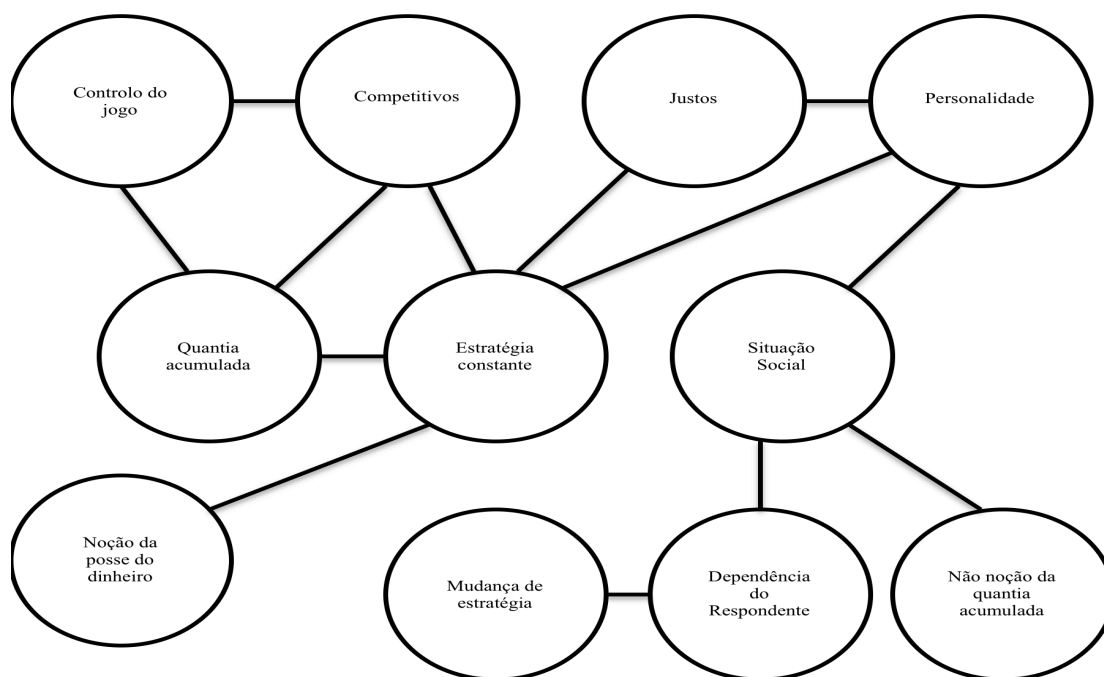 Controlo do
jogo
Competitivos
Justos
Personalidade
Quantia
acumulada
Estratégia
constante
Situação
Social
Noção da
posse do
dinheiro
Mudança de
estratégia
Dependência
do
Respondente
Não noção da
quantia
acumulada